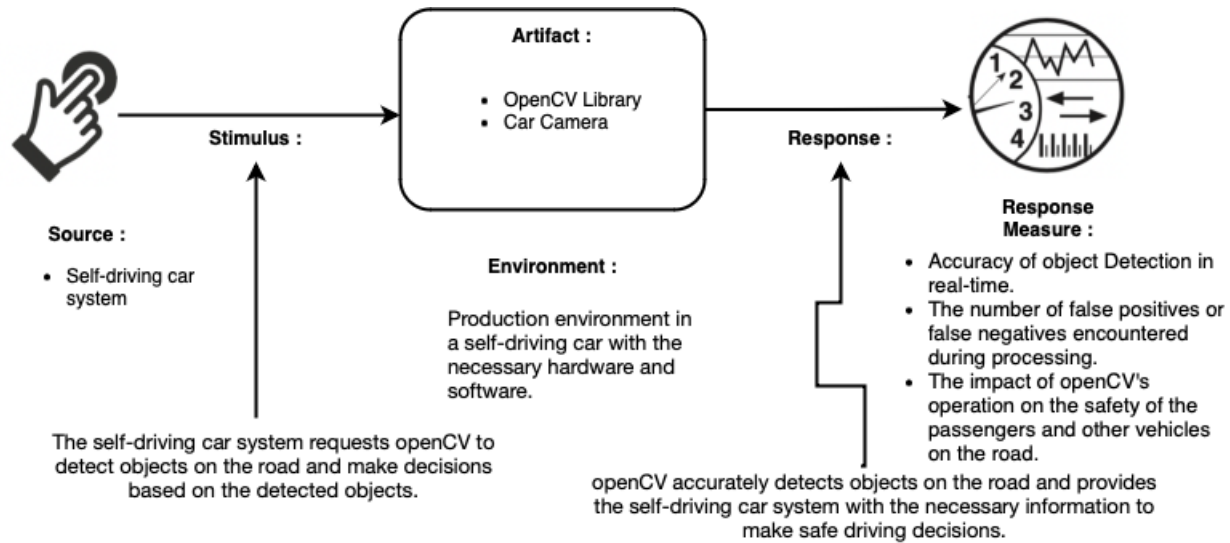 Artifact :
• OpenCV Library
• Car Camera
Stimulus :
Response :
1
2
3
4
Source :
• Self-driving car
system
Environment :
Production environment in
a self-driving car with the
necessary hardware and
software.
Response
Measure :
• Accuracy of object Detection in
real-time.
• The number of false positives or
false negatives encountered
during processing.
• The impact of openCV's
operation on the safety of the
passengers and other vehicles
on the road.
The self-driving car system requests openCV to
detect objects on the road and make decisions
based on the detected objects.
openCV accurately detects objects on the road and provides
the self-driving car system with the necessary information to
make safe driving decisions.